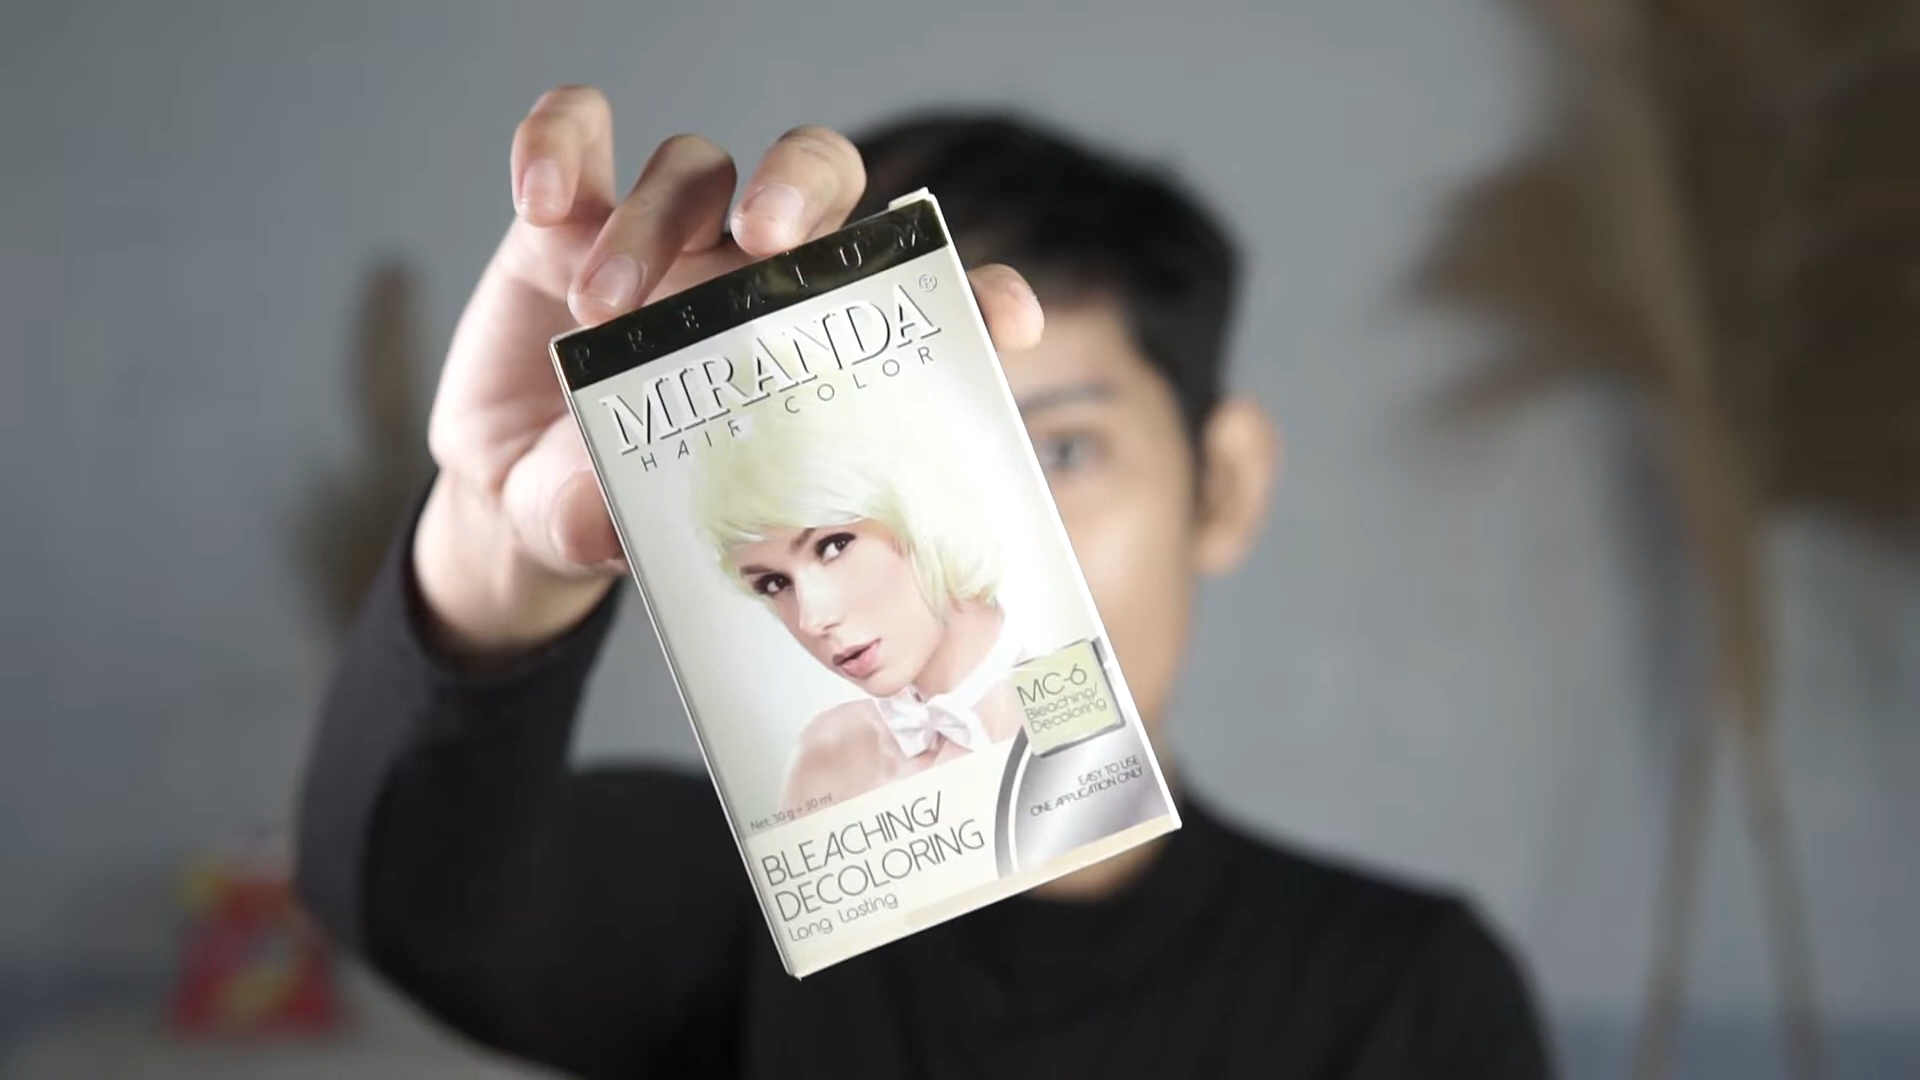 PREMIUM
MIRANDA®
HAIR COLOR
MC-6
Bleaching/
Decoloring
EASY TO USE
ONE APPLICATION ONLY
Net: 30 g + 30 ml
BLEACHING/
DECOLORING
Long Lasting